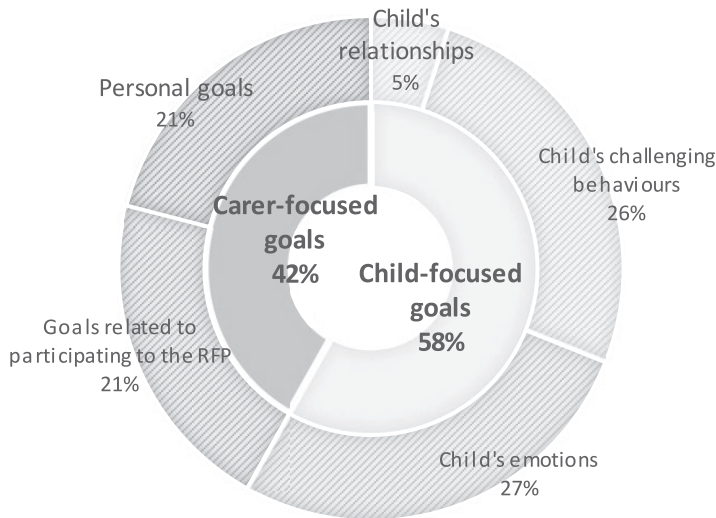 Child's
relationships
5%
Personal goals
21%
Child's challenging
behaviours
26%
Carer-focused
goals
42%
Child-focused
goals
58%
Goals related to
participating to the RFP
21%
Child's emotions
27%